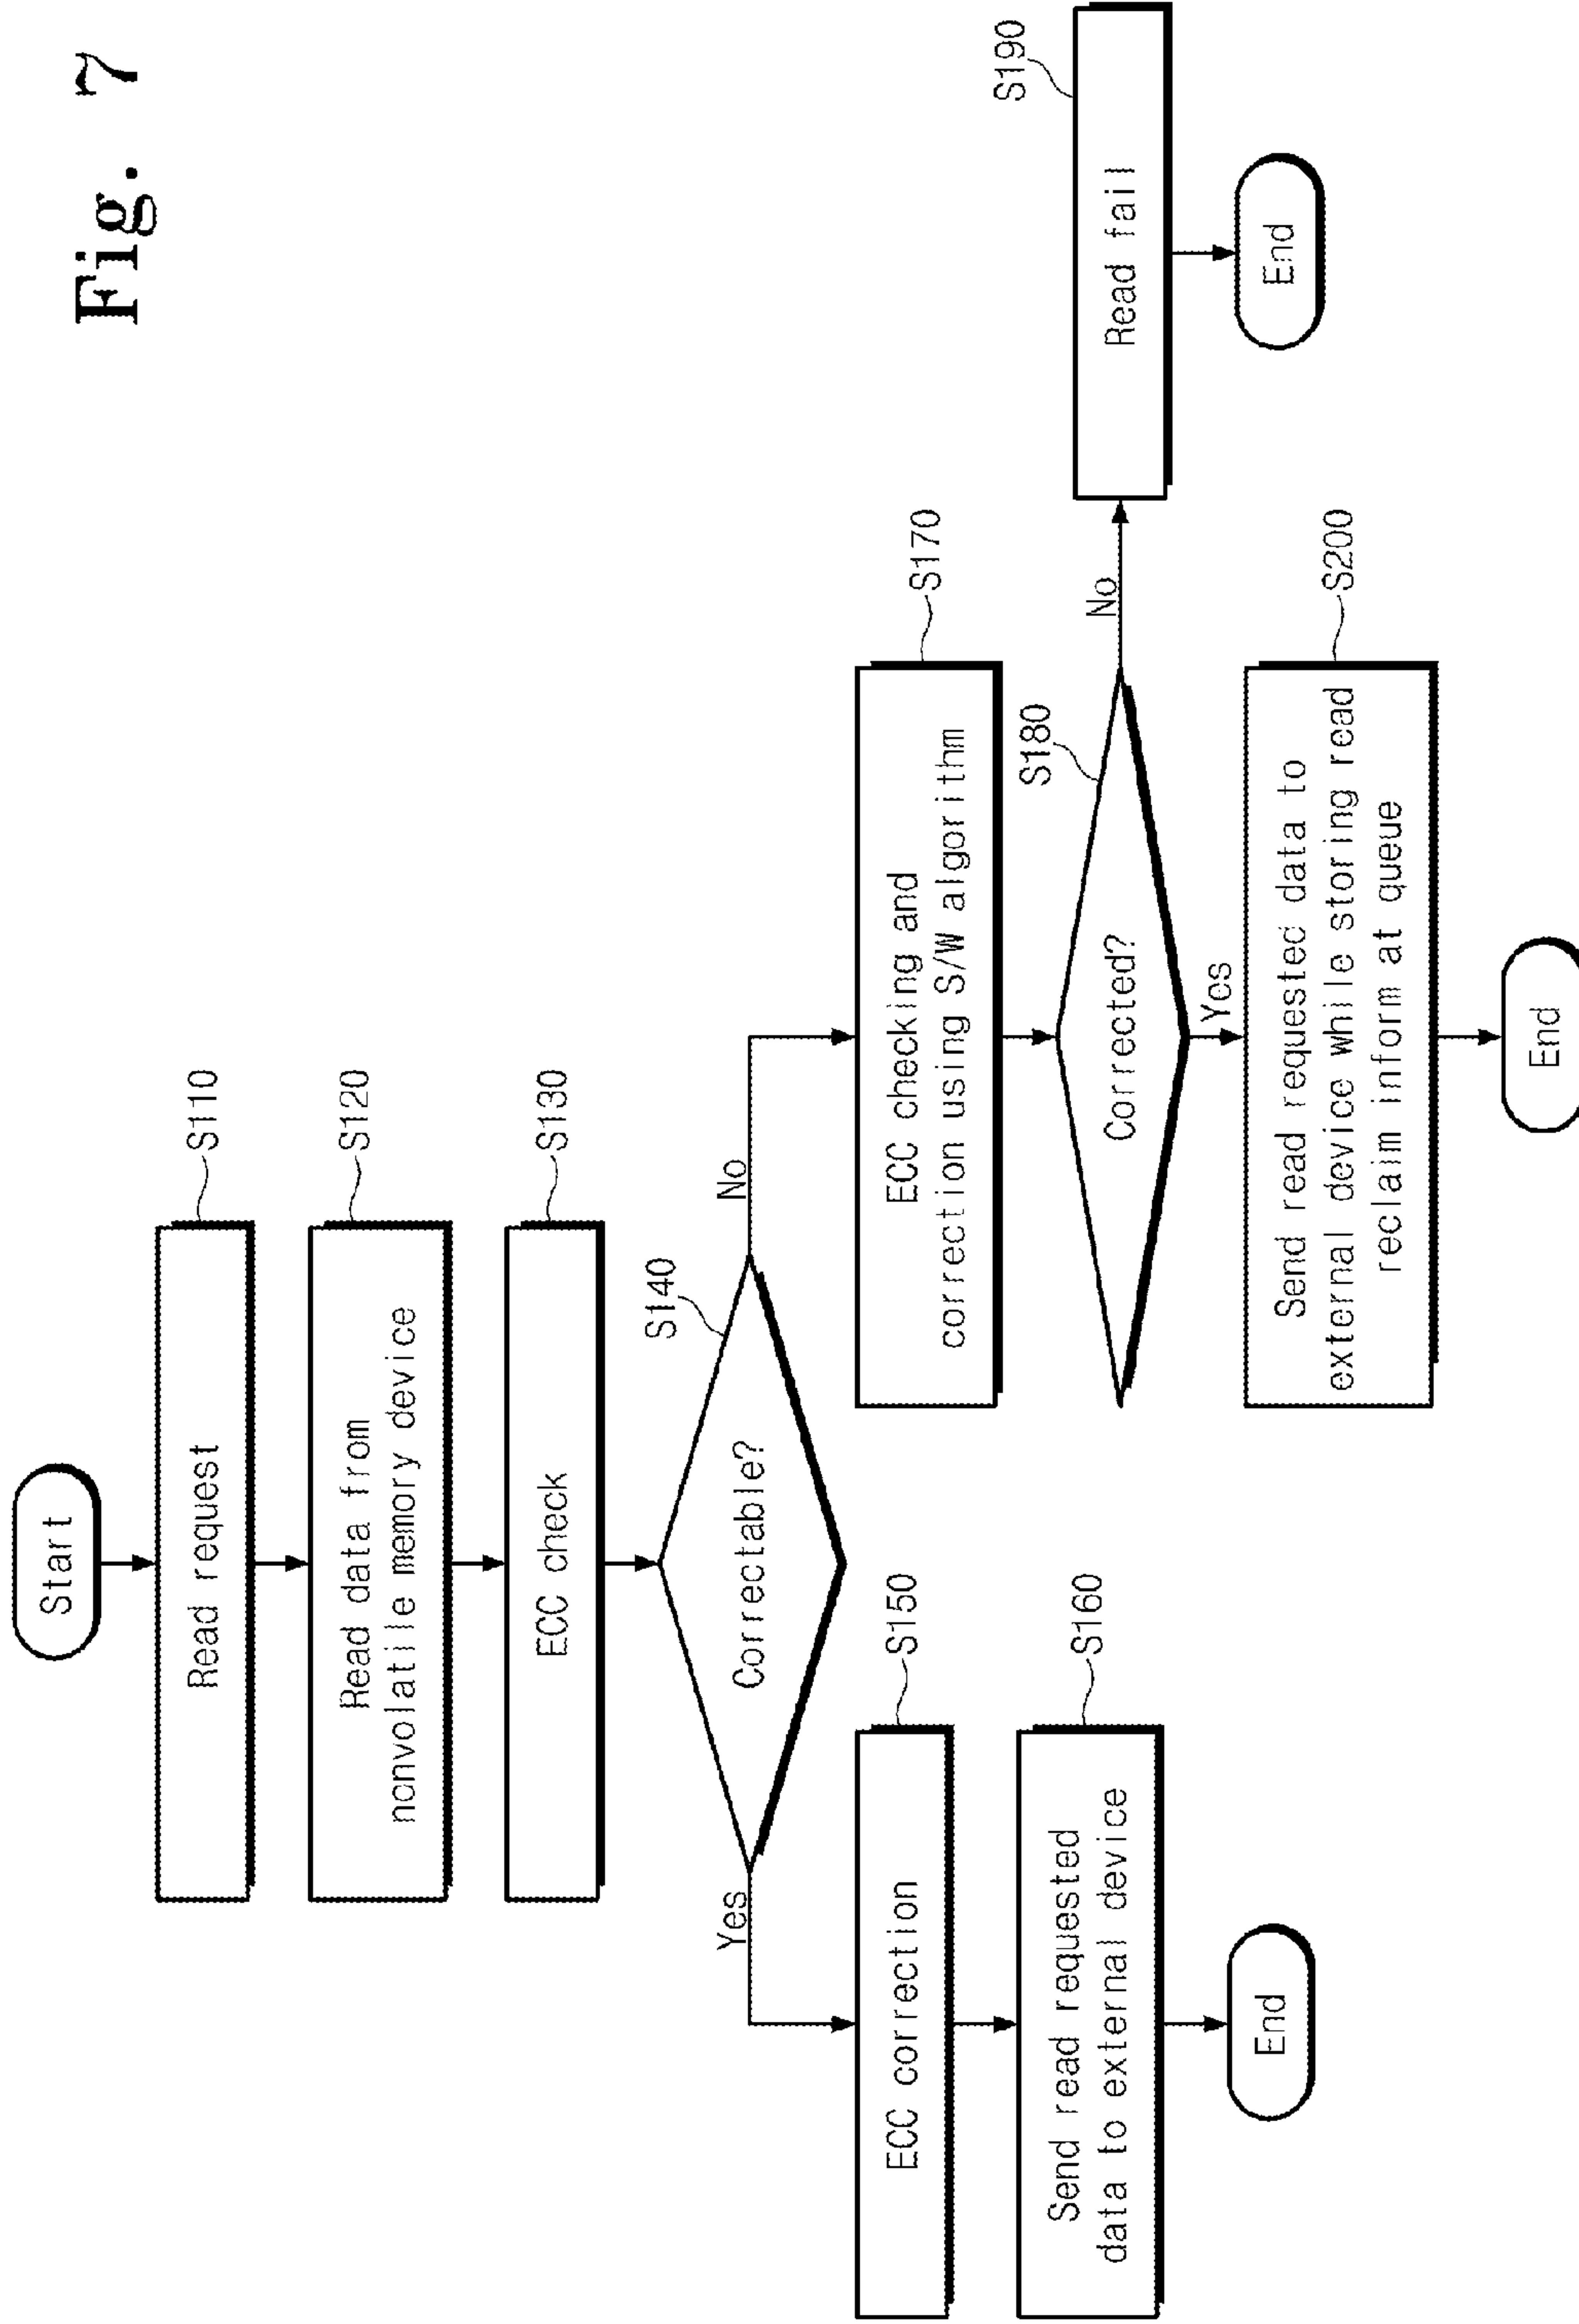 Fig. 7
Start
Read request
S110
Read data from
nonvolatile memory device
S120
ECC check
S130
Correctable?
S140
Yes
No
ECC correction
S150
Send read requested
data to external device
S160
End
ECC checking and
correction using S/W algorithm
S170
Corrected?
S180
No
Read fail
S190
End
Yes
Send read requested data to
external device while storing read
reclaim inform at queue
S200
End